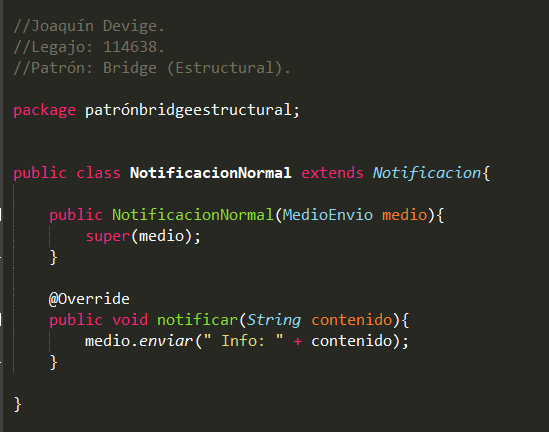 //Joaquín Devige.
//Legajo: 114638.
//Patrón: Bridge (Estructural).
package patrónbridgeestructural;
public class NotificacionNormal extends Notificacion{
public NotificacionNormal(MedioEnvio medio){
super(medio);
}
@Override
public void notificar(String contenido){
medio.enviar(" Info: " + contenido);
}
}